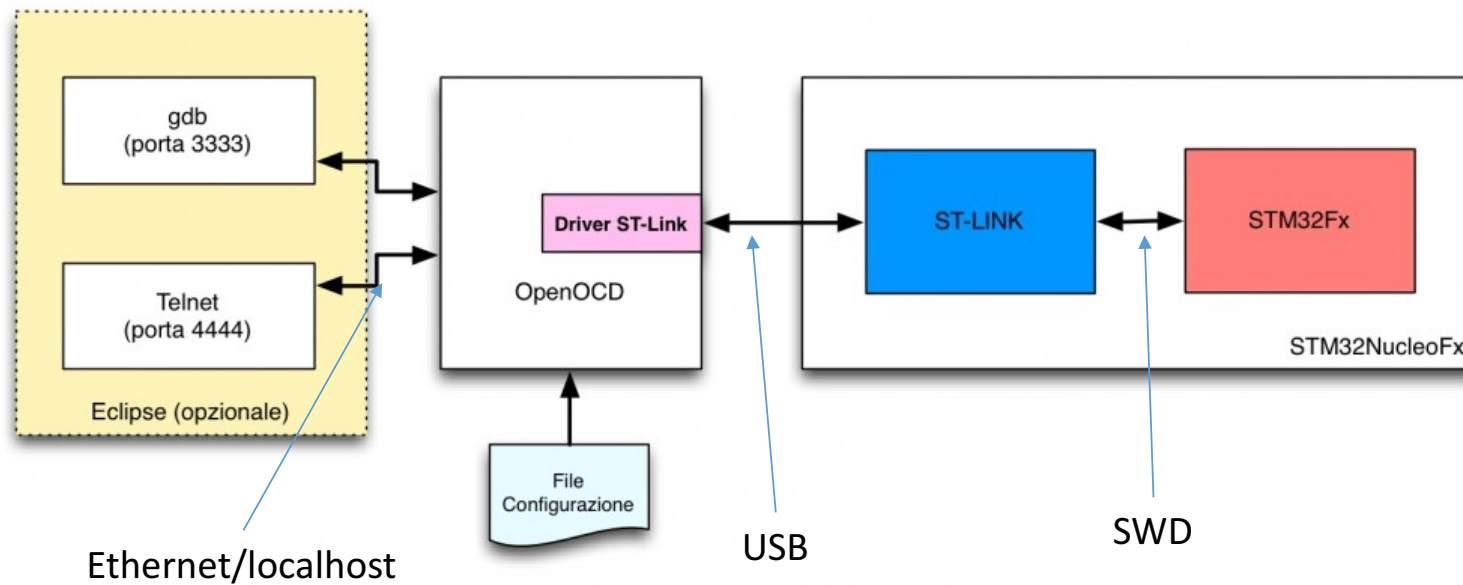 gdb
(porta 3333)
Telnet
(porta 4444)
Eclipse (opzionale)
Driver ST-Link
OpenOCD
File
Configurazione
ST-LINK
STM32Fx
STM32NucleoFx
Ethernet/localhost
USB
SWD